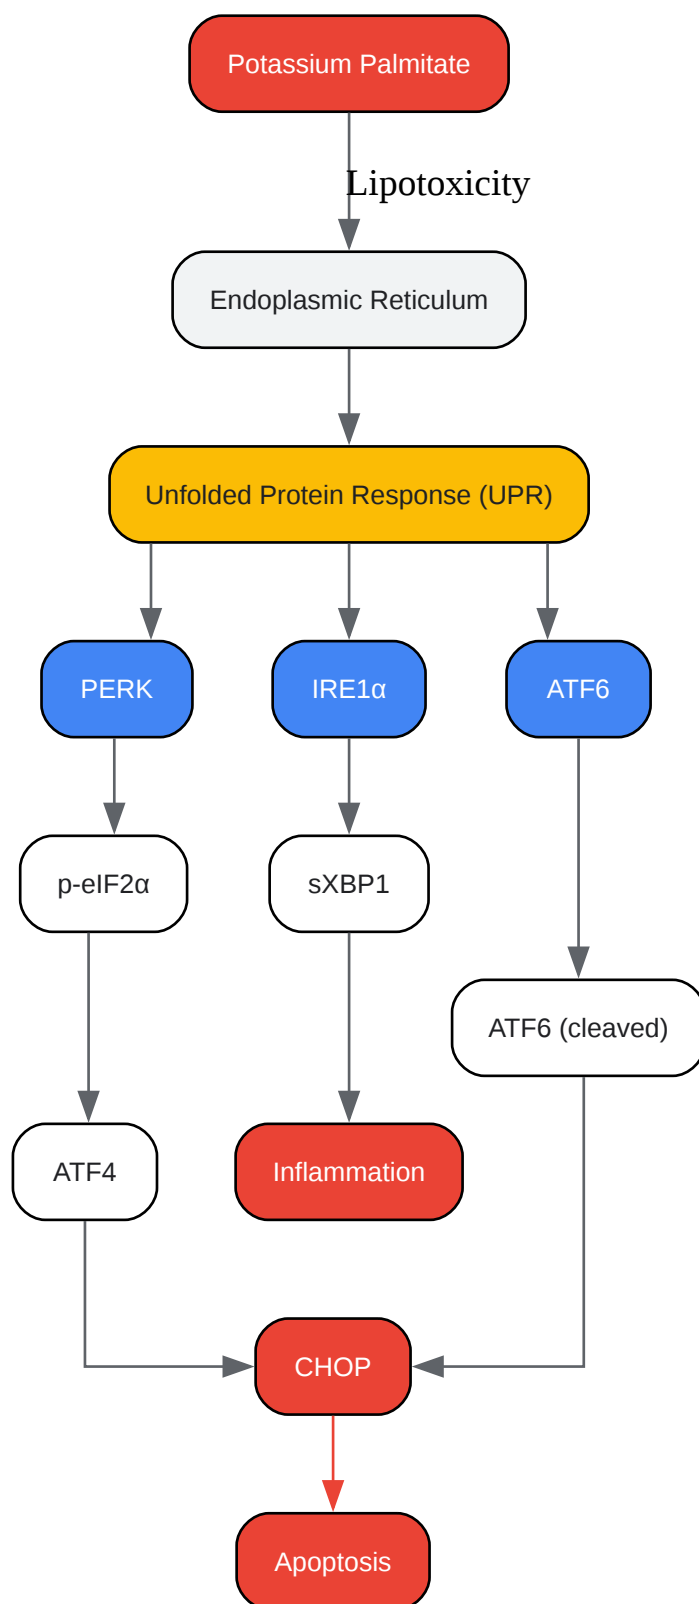 Potassium Palmitate
Lipotoxicity
Endoplasmic Reticulum
Unfolded Protein Response (UPR)
PERK
IRE1α
ATF6
p-eIF2α
sXBP1
ATF6 (cleaved)
ATF4
Inflammation
CHOP
Apoptosis